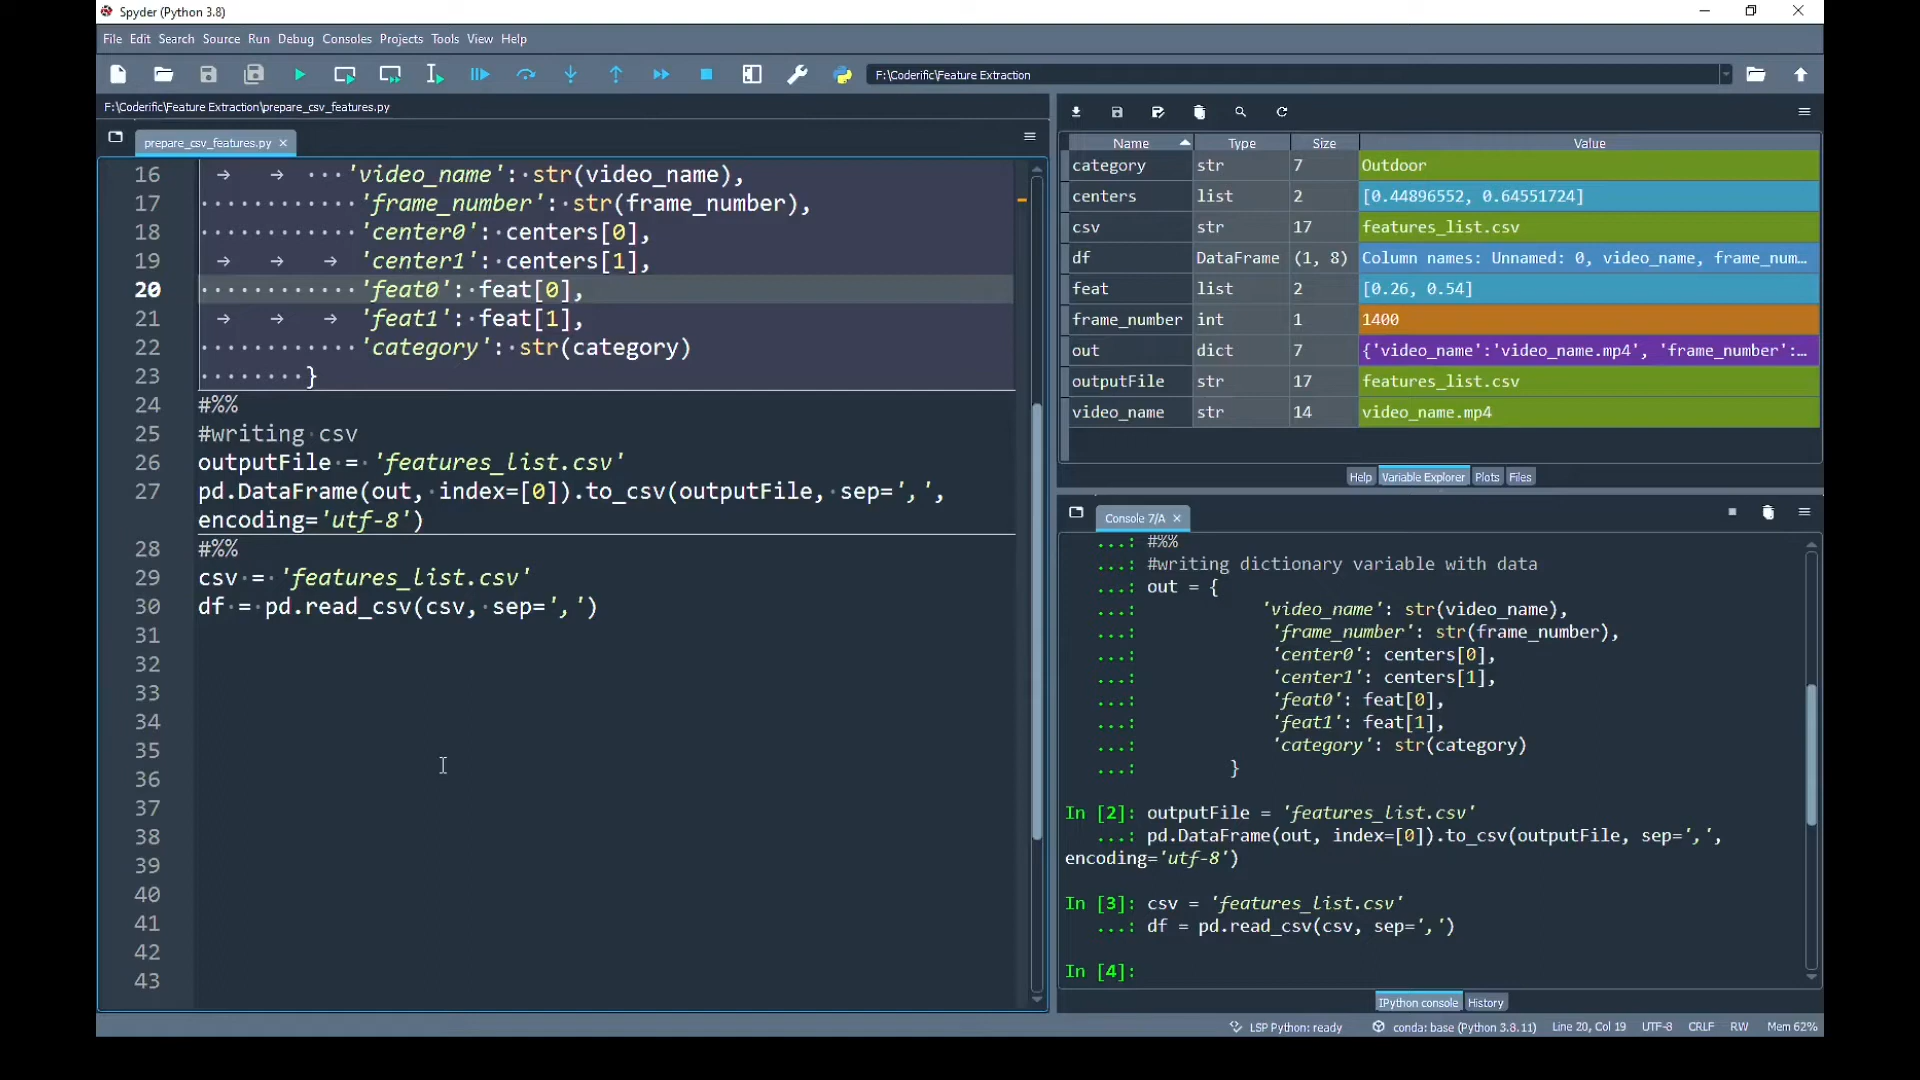 Spyder (Python 3.8)
File Edit Search Source Run Debug Consoles Projects Tools View Help
F:\Coderific\Feature Extraction
F:\Coderific\Feature Extraction\prepare_csv_features.py
prepare_csv_features.py
16 'video_name': str(video_name),
17 'frame_number': str(frame_number),
18 'center0': centers[0],
19 'center1': centers[1],
20 'feat0': feat[0],
21 'feat1': feat[1],
22 'category': str(category)
23 }
24 #%%
25 #writing csv
26 outputFile = 'features_list.csv'
27 pd.DataFrame(out, index=[0]).to_csv(outputFile, sep=',',
encoding='utf-8')
28 #%%
29 csv = 'features_list.csv'
30 df = pd.read_csv(csv, sep=',')
31
32
33
34
35
36
37
38
39
40
41
42
43
Name Type Size Value
category str 7 Outdoor
centers list 2 [0.44896552, 0.64551724]
csv str 17 features_list.csv
df DataFrame (1, 8) Column names: Unnamed: 0, video_name, frame_num…
feat list 2 [0.26, 0.54]
frame_number int 1 1400
out dict 7 {'video_name':'video_name.mp4', 'frame_number':…
outputFile str 17 features_list.csv
video_name str 14 video_name.mp4
Help Variable Explorer Plots Files
Console 7/A
...: #%%
...: #writing dictionary variable with data
...: out = {
...: 'video_name': str(video_name),
...: 'frame_number': str(frame_number),
...: 'center0': centers[0],
...: 'center1': centers[1],
...: 'feat0': feat[0],
...: 'feat1': feat[1],
...: 'category': str(category)
...: }
In [2]: outputFile = 'features_list.csv'
...: pd.DataFrame(out, index=[0]).to_csv(outputFile, sep=',',
encoding='utf-8')
In [3]: csv = 'features_list.csv'
...: df = pd.read_csv(csv, sep=',')
In [4]:
IPython console History
LSP Python: ready conda: base (Python 3.8.11) Line 20, Col 19 UTF-8 CRLF RW Mem 62%